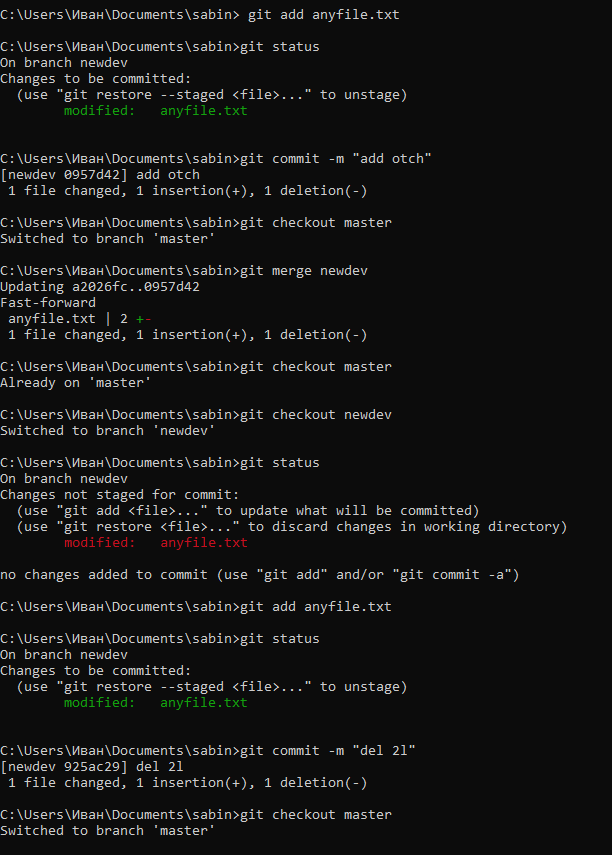 C:\Users\Иван\Documents\sabin> git add anyfile.txt
C:\Users\Иван\Documents\sabin>git status
On branch newdev
Changes to be committed:
  (use "git restore --staged <file>..." to unstage)
        modified:   anyfile.txt
C:\Users\Иван\Documents\sabin>git commit -m "add otch"
[newdev 0957d42] add otch
 1 file changed, 1 insertion(+), 1 deletion(-)
C:\Users\Иван\Documents\sabin>git checkout master
Switched to branch 'master'
C:\Users\Иван\Documents\sabin>git merge newdev
Updating a2026fc..0957d42
Fast-forward
 anyfile.txt | 2 +-
 1 file changed, 1 insertion(+), 1 deletion(-)
C:\Users\Иван\Documents\sabin>git checkout master
Already on 'master'
C:\Users\Иван\Documents\sabin>git checkout newdev
Switched to branch 'newdev'
C:\Users\Иван\Documents\sabin>git status
On branch newdev
Changes not staged for commit:
  (use "git add <file>..." to update what will be committed)
  (use "git restore <file>..." to discard changes in working directory)
        modified:   anyfile.txt
no changes added to commit (use "git add" and/or "git commit -a")
C:\Users\Иван\Documents\sabin>git add anyfile.txt
C:\Users\Иван\Documents\sabin>git status
On branch newdev
Changes to be committed:
  (use "git restore --staged <file>..." to unstage)
        modified:   anyfile.txt
C:\Users\Иван\Documents\sabin>git commit -m "del 2l"
[newdev 925ac29] del 2l
 1 file changed, 1 insertion(+), 1 deletion(-)
C:\Users\Иван\Documents\sabin>git checkout master
Switched to branch 'master'